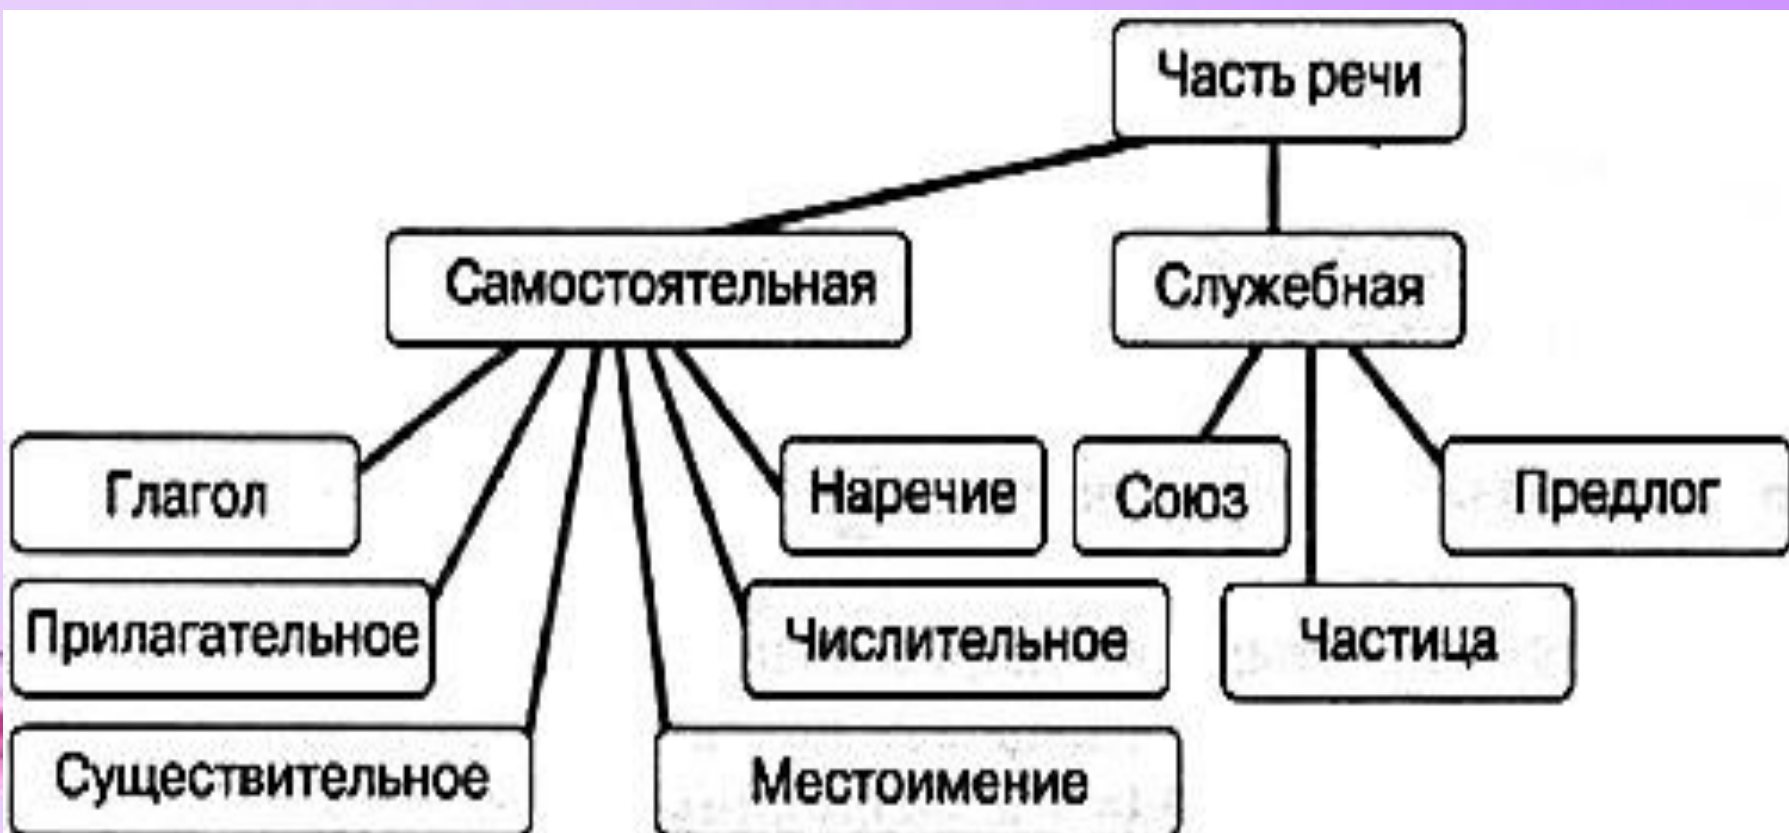 Часть речи
Самостоятельная
Служебная
Глагол
Наречие
Союз
Предлог
Прилагательное
Числительное
Частица
Существительное
Местоимение